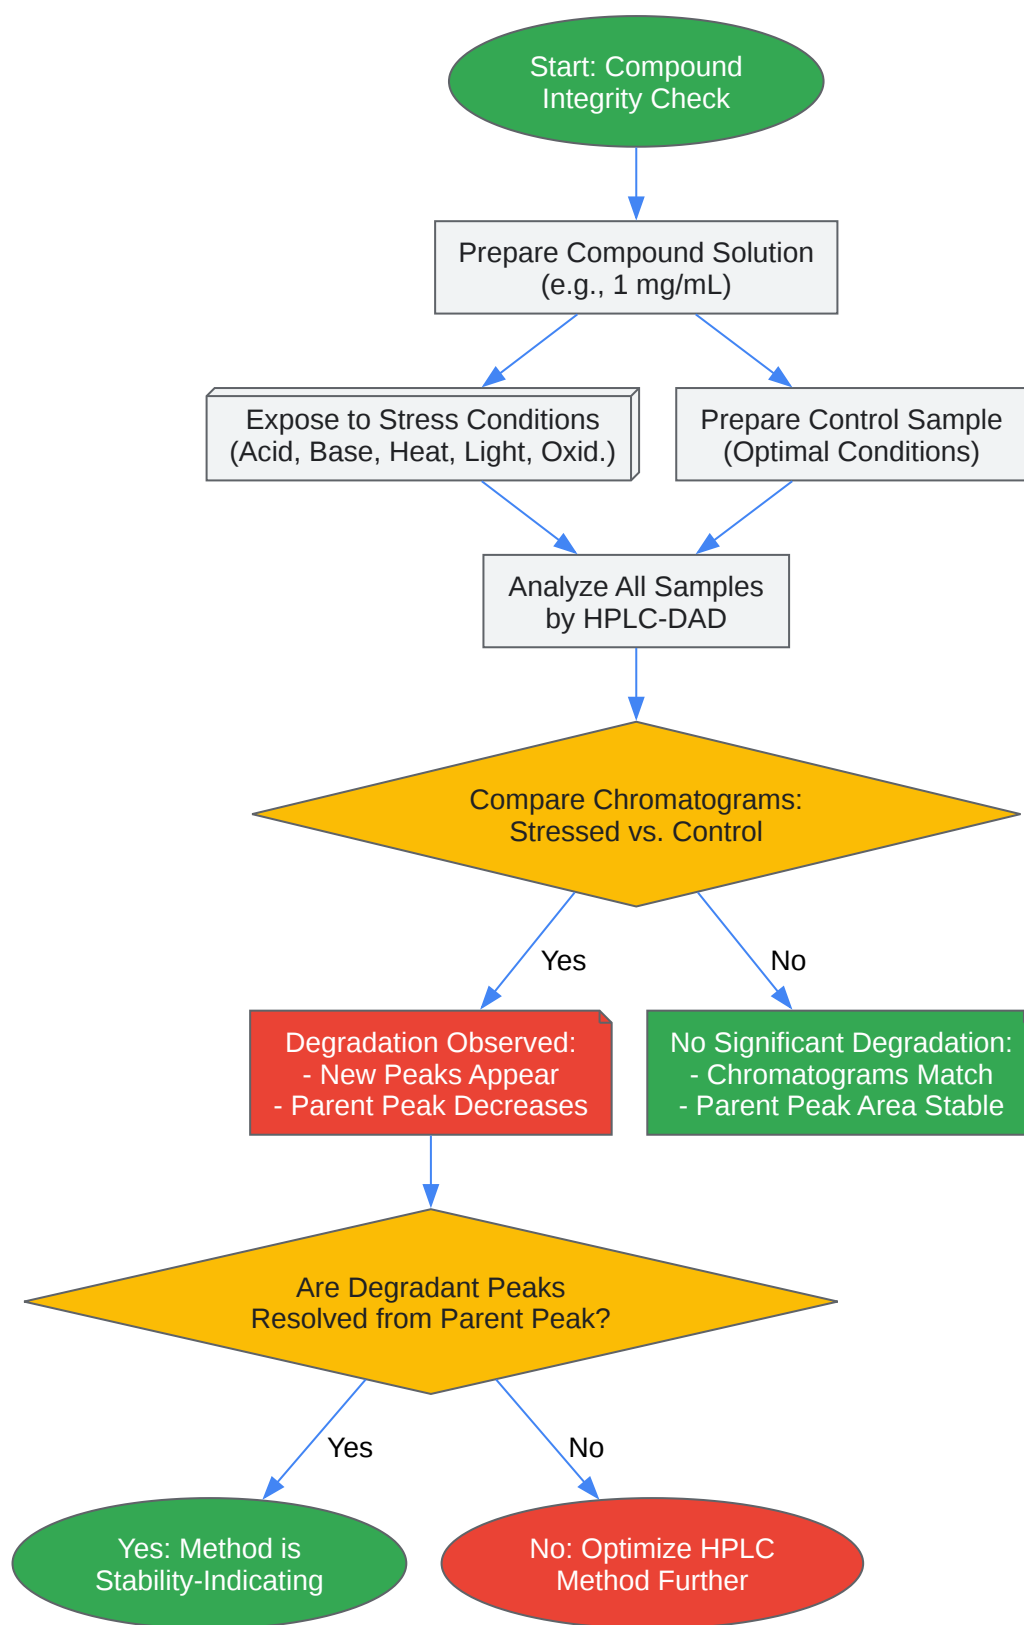 Start: Compound
Integrity Check
Prepare Compound Solution
(e.g., 1 mg/mL)
Expose to Stress Conditions
(Acid, Base, Heat, Light, Oxid.)
Prepare Control Sample
(Optimal Conditions)
Analyze All Samples
by HPLC-DAD
Compare Chromatograms:
Stressed vs. Control
Yes
No
Degradation Observed:
- New Peaks Appear
- Parent Peak Decreases
No Significant Degradation:
- Chromatograms Match
- Parent Peak Area Stable
Are Degradant Peaks
Resolved from Parent Peak?
Yes
No
Yes: Method is
Stability-Indicating
No: Optimize HPLC
Method Further